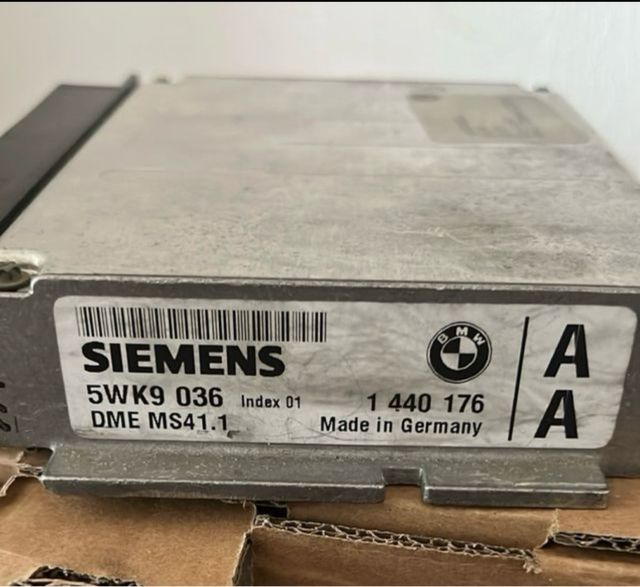 SIEMENS
BMW
A
5WK9 036 Index 01 1 440 176
DME MS41.1 Made in Germany
A